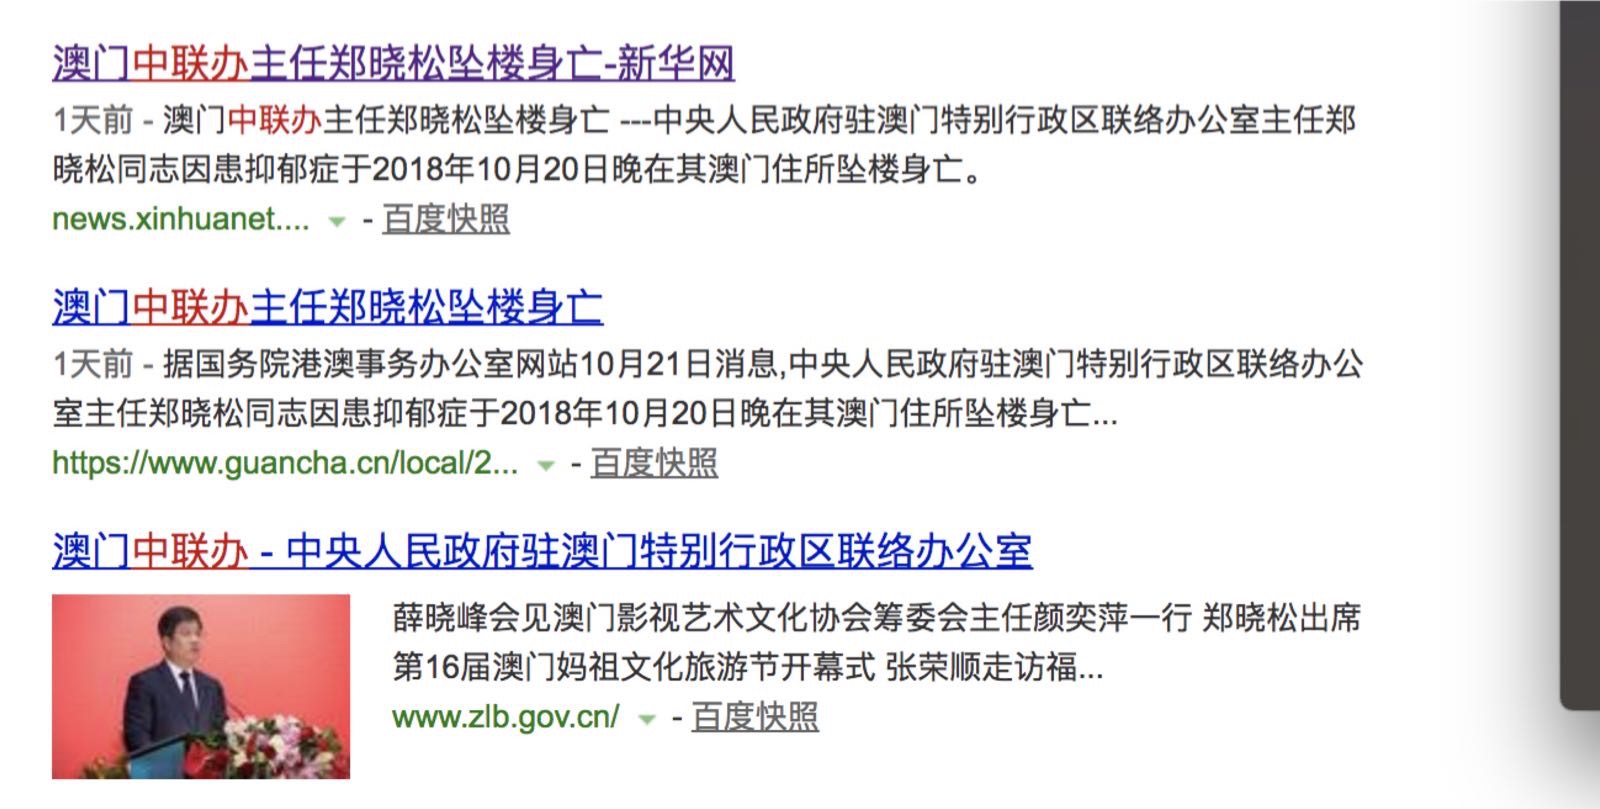 澳门中联办主任郑晓松坠楼身亡-新华网
1天前 - 澳门中联办主任郑晓松坠楼身亡 ---中央人民政府驻澳门特别行政区联络办公室主任郑
晓松同志因患抑郁症于2018年10月20日晚在其澳门住所坠楼身亡。
news.xinhuanet.... - 百度快照
澳门中联办主任郑晓松坠楼身亡
1天前 - 据国务院港澳事务办公室网站10月21日消息,中央人民政府驻澳门特别行政区联络办公
室主任郑晓松同志因患抑郁症于2018年10月20日晚在其澳门住所坠楼身亡...
https://www.guancha.cn/local/2... - 百度快照
澳门中联办 - 中央人民政府驻澳门特别行政区联络办公室
薛晓峰会见澳门影视艺术文化协会筹委会主任颜奕萍一行 郑晓松出席
第16届澳门妈祖文化旅游节开幕式 张荣顺走访福...
www.zlb.gov.cn/ - 百度快照